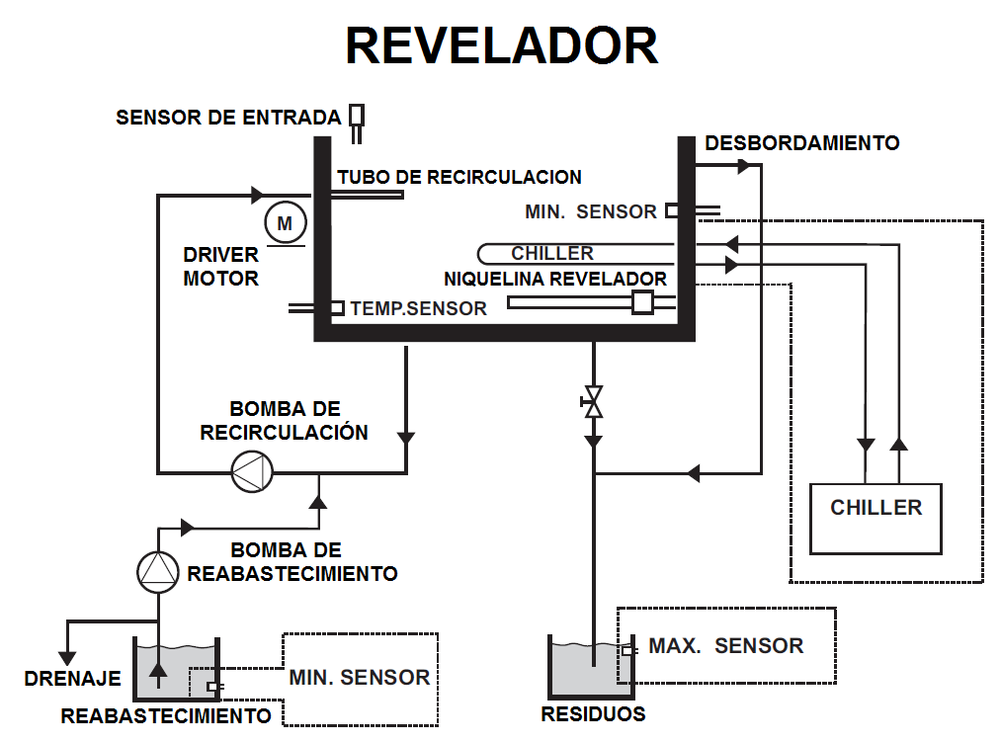 REVELADOR
SENSOR DE ENTRADA
DESBORDAMIENTO
TUBO DE RECIRCULACION
MIN. SENSOR
M
DRIVER
MOTOR
CHILLER
NIQUELINA REVELADOR
TEMP.SENSOR
BOMBA DE
RECIRCULACIÓN
CHILLER
BOMBA DE
REABASTECIMIENTO
DRENAJE
MIN. SENSOR
MAX. SENSOR
REABASTECIMIENTO
RESIDUOS